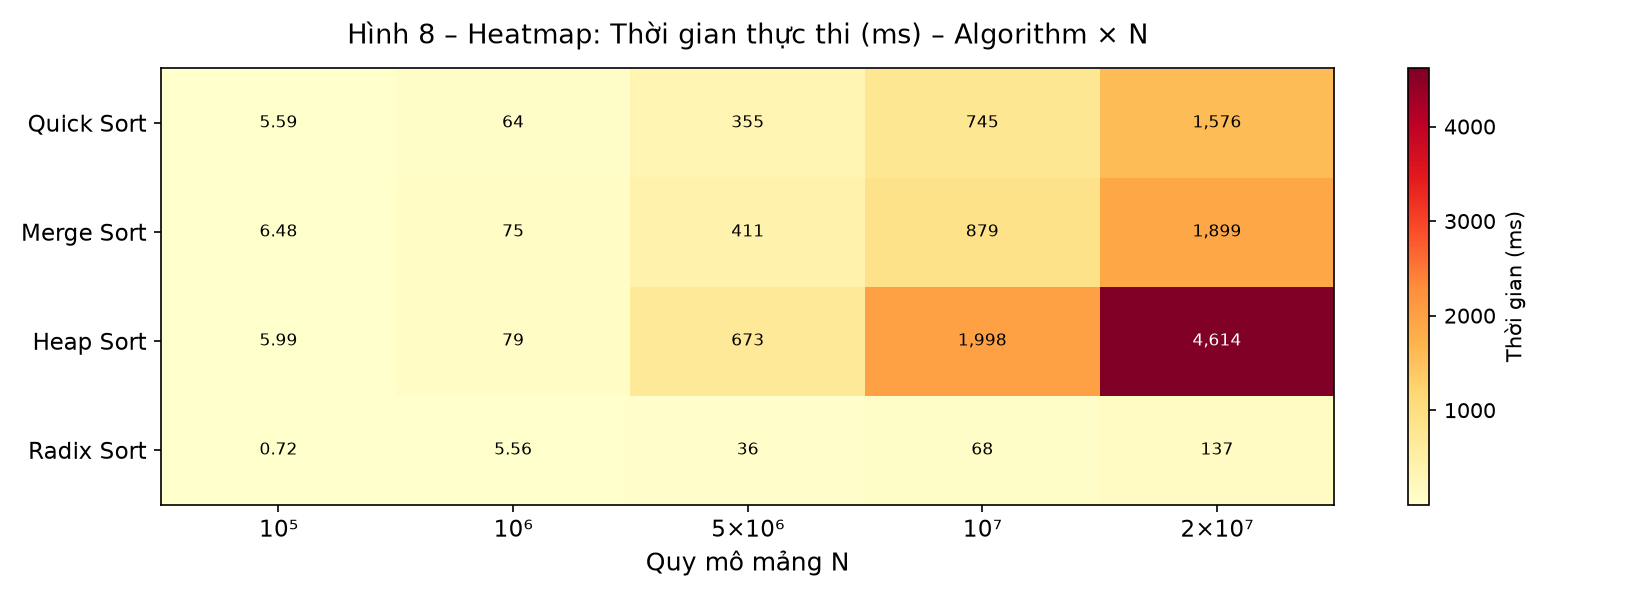 Hình 8 – Heatmap: Thời gian thực thi (ms) – Algorithm × N
Quick Sort 5.59 64 355 745 1,576
Merge Sort 6.48 75 411 879 1,899
Heap Sort 5.99 79 673 1,998 4,614
Radix Sort 0.72 5.56 36 68 137
10⁵ 10⁶ 5×10⁶ 10⁷ 2×10⁷
Quy mô mảng N
4000
3000
2000
1000
Thời gian (ms)